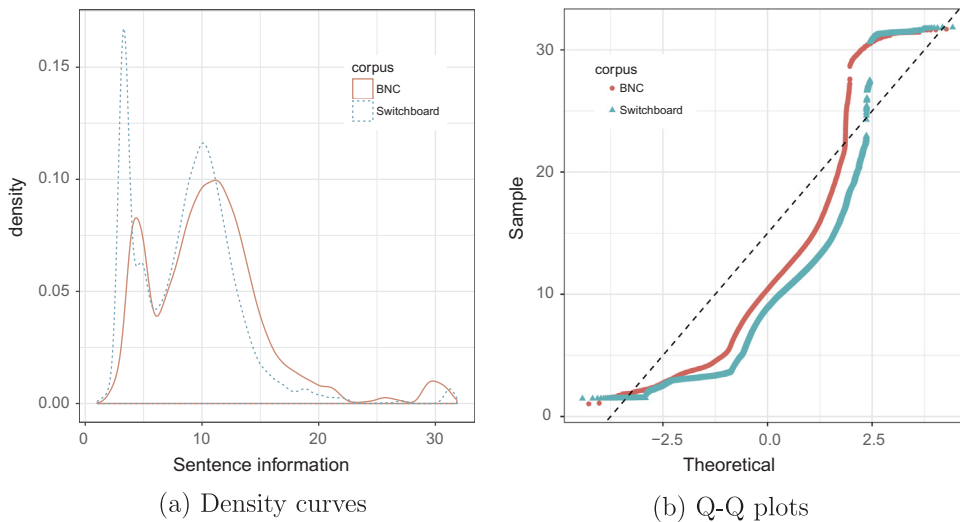 corpus
BNC
Switchboard
0.15
0.10
0.05
0.00
density
0
10
20
30
Sentence information
(a) Density curves
corpus
BNC
Switchboard
30
20
10
0
Sample
−2.5
0.0
2.5
Theoretical
(b) Q-Q plots